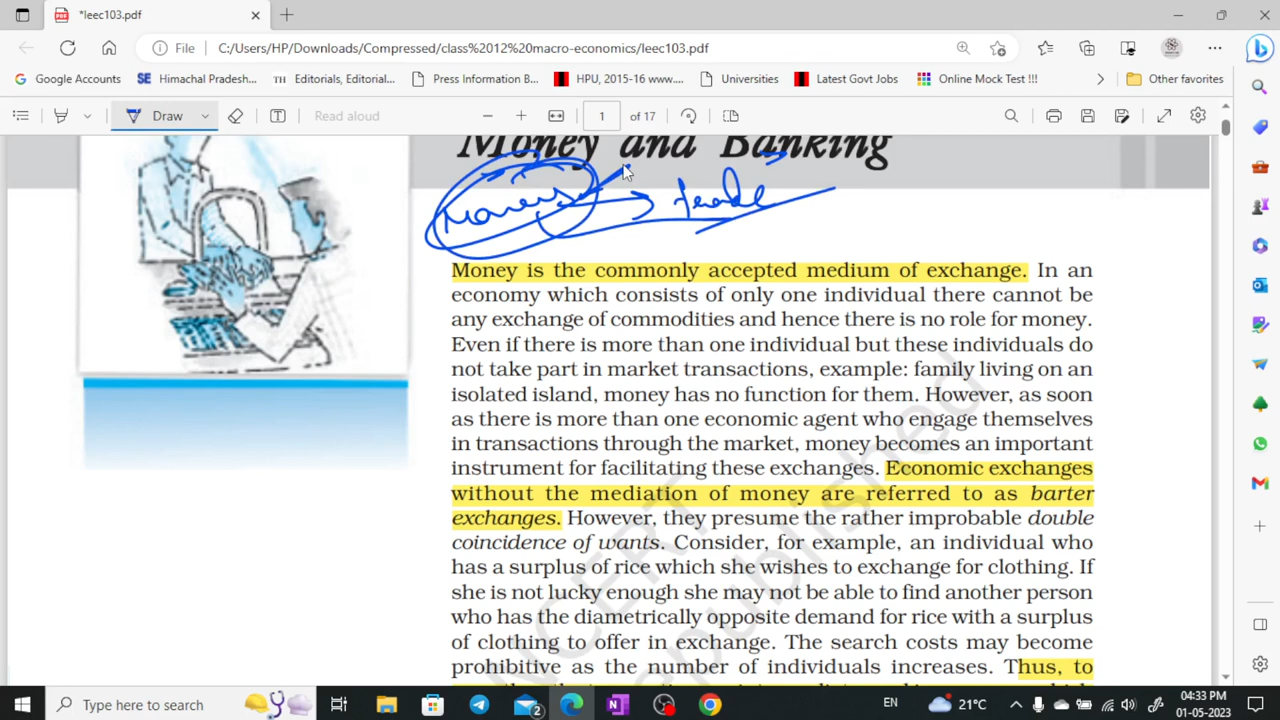 *leec103.pdf
File C:/Users/HP/Downloads/Compressed/class%2012%20macro-economics/leec103.pdf
Google Accounts SE Himachal Pradesh... TH Editorials, Editorial... Press Information B... HPU, 2015-16 www.... Universities Latest Govt Jobs Online Mock Test !!! Other favorites
Draw Read aloud 1 of 17
Money and Banking
Money trade
Money is the commonly accepted medium of exchange. In an
economy which consists of only one individual there cannot be
any exchange of commodities and hence there is no role for money.
Even if there is more than one individual but these individuals do
not take part in market transactions, example: family living on an
isolated island, money has no function for them. However, as soon
as there is more than one economic agent who engage themselves
in transactions through the market, money becomes an important
instrument for facilitating these exchanges. Economic exchanges
without the mediation of money are referred to as barter
exchanges. However, they presume the rather improbable double
coincidence of wants. Consider, for example, an individual who
has a surplus of rice which she wishes to exchange for clothing. If
she is not lucky enough she may not be able to find another person
who has the diametrically opposite demand for rice with a surplus
of clothing to offer in exchange. The search costs may become
prohibitive as the number of individuals increases. Thus, to
NCERT
republished
Type here to search 2 EN 21°C 04:33 PM
01-05-2023